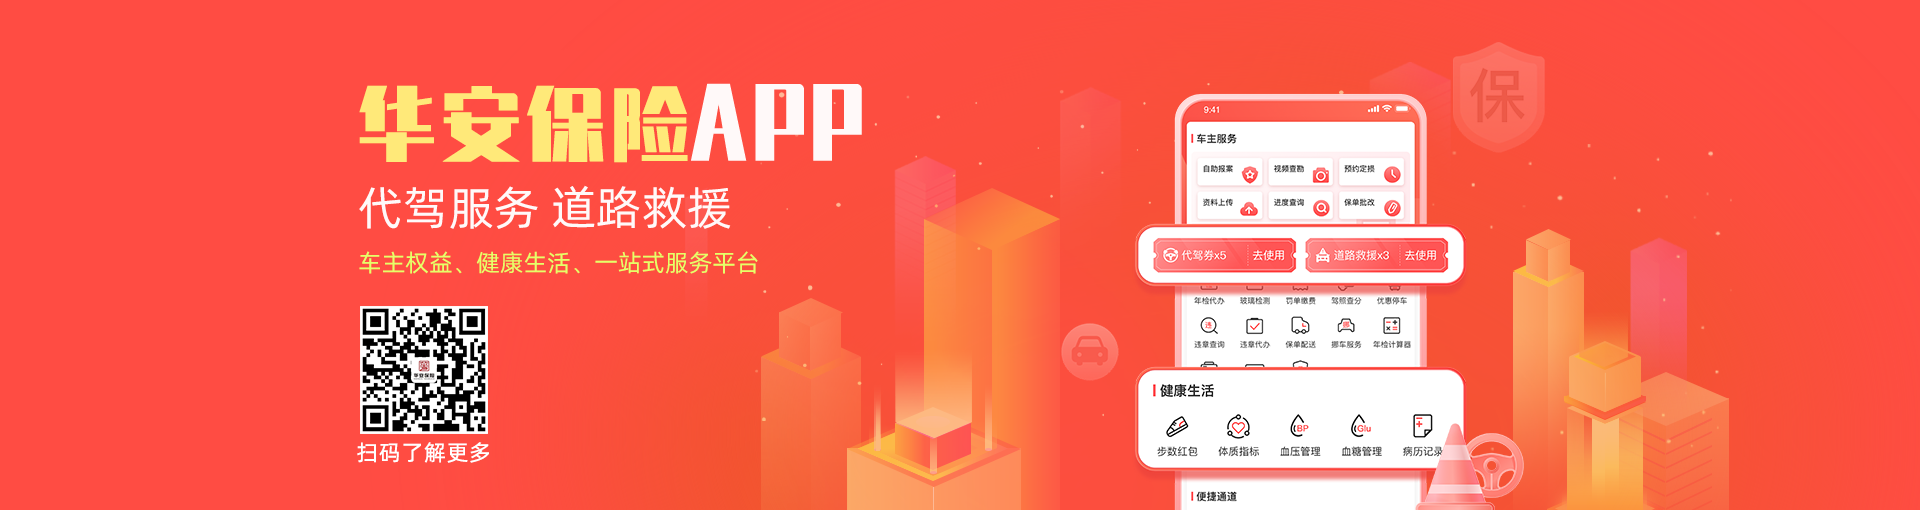 华安保险APP
代驾服务 道路救援
车主权益、健康生活、一站式服务平台
华安保险
扫码了解更多
保
9:41
车主服务
自助报案 视频查勘 预约定损
资料上传 进度查询 保单批改
代驾券x5 去使用 道路救援x3 去使用
年检代办 玻璃检测 罚单缴费 驾照查分 优惠停车
违
挪
违章查询 违章代办 保单配送 挪车服务 年检计算器
健康生活
BP Glu
步数红包 体质指标 血压管理 血糖管理 病历记录
便捷通道